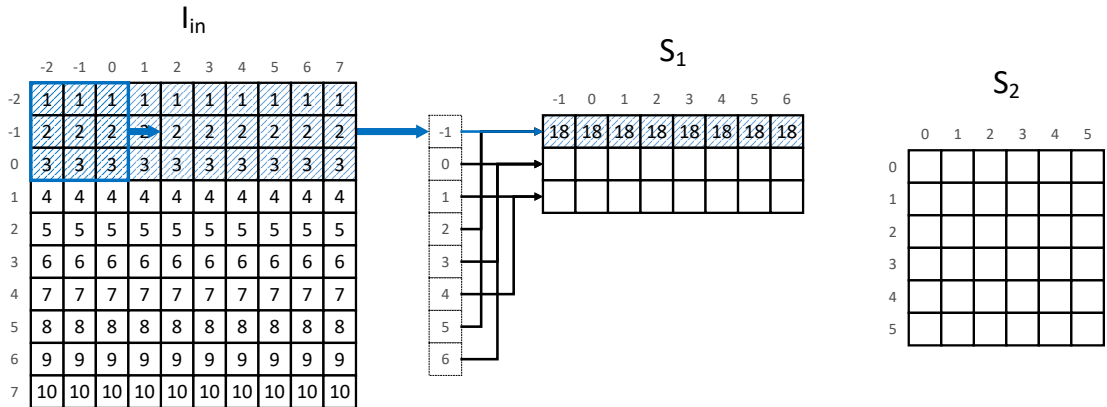 I_in
S_1
S_2
-2 -1 0 1 2 3 4 5 6 7
-1 0 1 2 3 4 5 6
0 1 2 3 4 5
-2 1 1 1 1 1 1 1 1 1 1
-1 2 2 2 2 2 2 2 2 2 2
0 3 3 3 3 3 3 3 3 3 3
1 4 4 4 4 4 4 4 4 4 4
2 5 5 5 5 5 5 5 5 5 5
3 6 6 6 6 6 6 6 6 6 6
4 7 7 7 7 7 7 7 7 7 7
5 8 8 8 8 8 8 8 8 8 8
6 9 9 9 9 9 9 9 9 9 9
7 10 10 10 10 10 10 10 10 10 10
-1
0
1
2
3
4
5
6
18 18 18 18 18 18 18 18
0
1
2
3
4
5